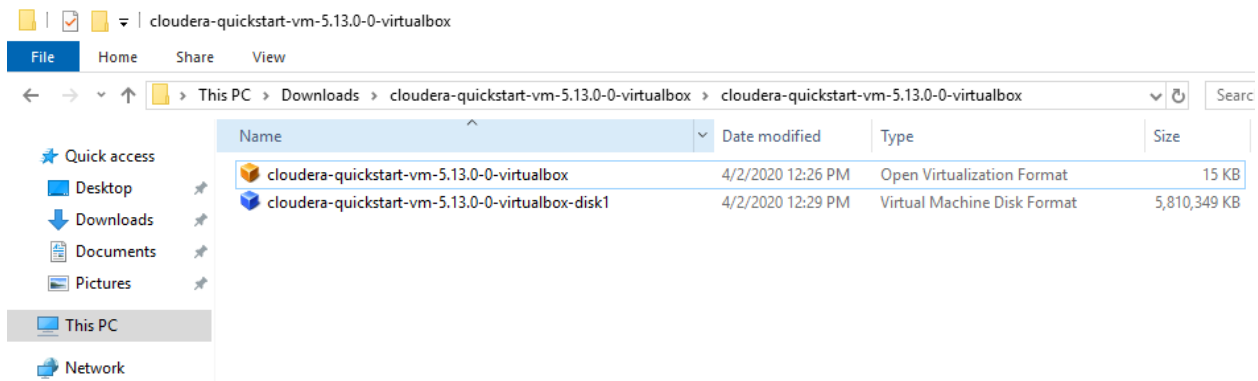 cloudera-quickstart-vm-5.13.0-0-virtualbox
File Home Share View
This PC > Downloads > cloudera-quickstart-vm-5.13.0-0-virtualbox > cloudera-quickstart-vm-5.13.0-0-virtualbox
Name Date modified Type Size
Quick access
Desktop
Downloads
Documents
Pictures
This PC
Network
cloudera-quickstart-vm-5.13.0-0-virtualbox 4/2/2020 12:26 PM Open Virtualization Format 15 KB
cloudera-quickstart-vm-5.13.0-0-virtualbox-disk1 4/2/2020 12:29 PM Virtual Machine Disk Format 5,810,349 KB